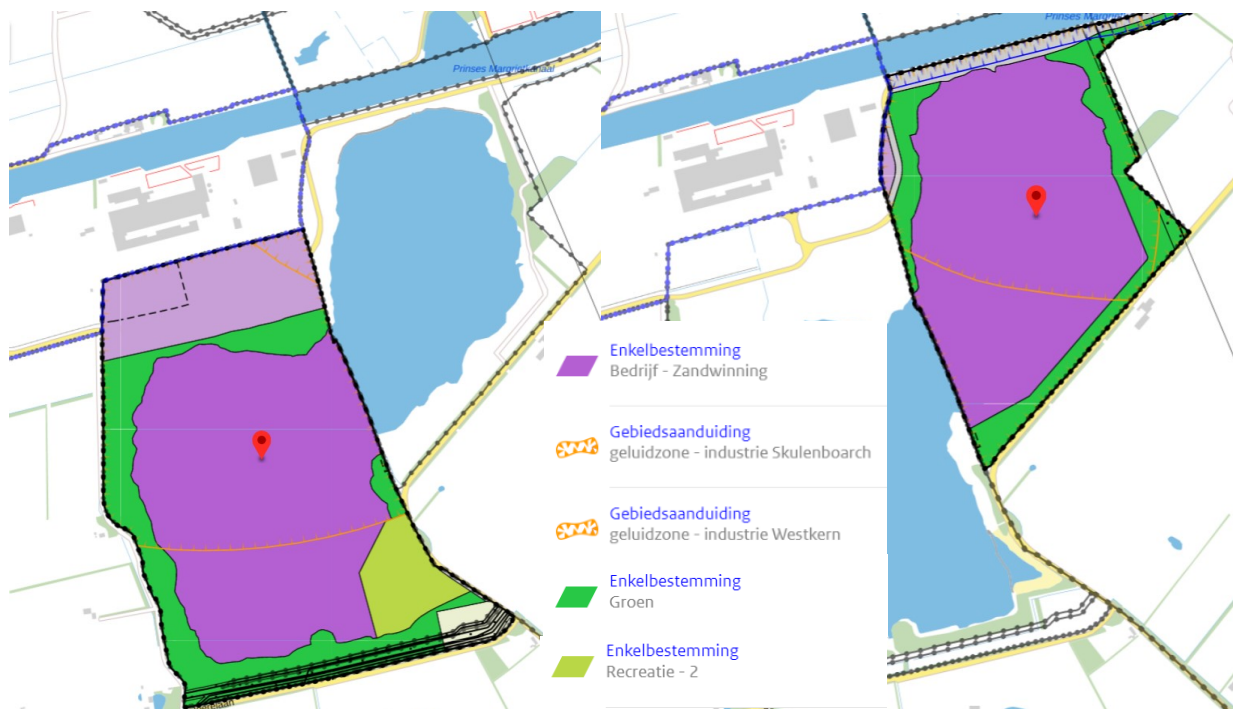 Prinses Margrietkanaal
Prinses Margrietk
Enkelbestemming
Bedrijf - Zandwinning
Gebiedsaanduiding
geluidzone - industrie Skulenboarch
Gebiedsaanduiding
geluidzone - industrie Westkern
Enkelbestemming
Groen
Enkelbestemming
Recreatie - 2